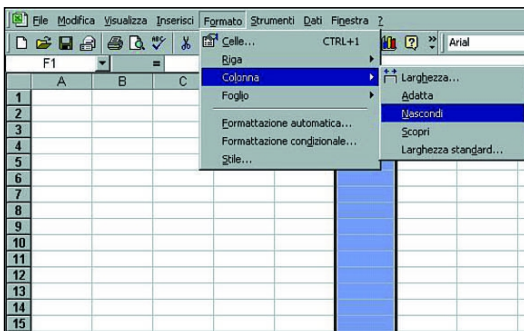 File Modifica Visualizza Inserisci Formato Strumenti Dati Finestra ?
Arial
F1 =
Celle... CTRL+1
Riga
Colonna
Foglio
Formattazione automatica...
Formattazione condizionale...
Stile...
Larghezza...
Adatta
Nascondi
Scopri
Larghezza standard...
A B C
1
2
3
4
5
6
7
8
9
10
11
12
13
14
15